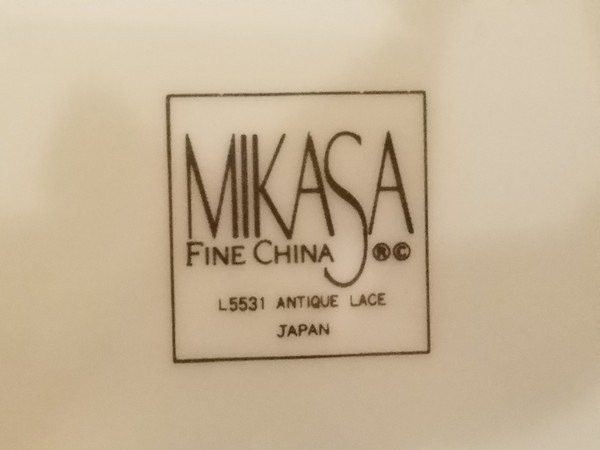 MIKASA
FINE CHINA ®©
L5531 ANTIQUE LACE
JAPAN